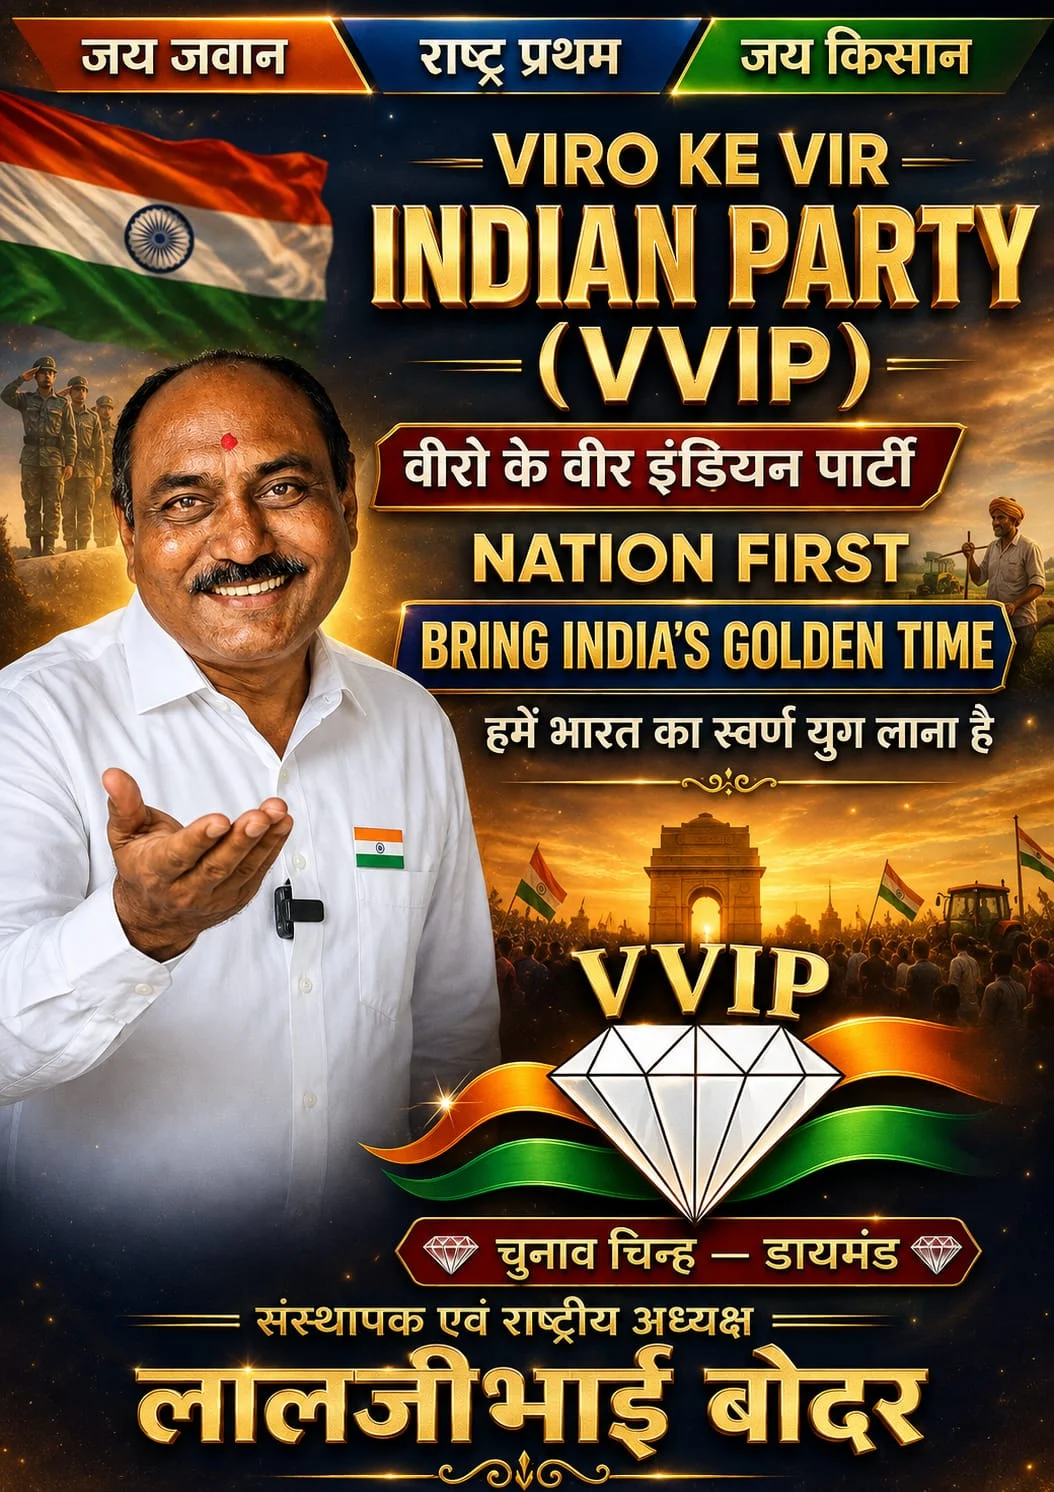 जय जवान
राष्ट्र प्रथम
जय किसान
VIRO KE VIR
INDIAN PARTY
(VVIP)
वीरो के वीर इंडियन पार्टी
NATION FIRST
BRING INDIA'S GOLDEN TIME
हमें भारत का स्वर्ण युग लाना है
VVIP
चुनाव चिन्ह — डायमंड
संस्थापक एवं राष्ट्रीय अध्यक्ष
लालजीभाई बोदर